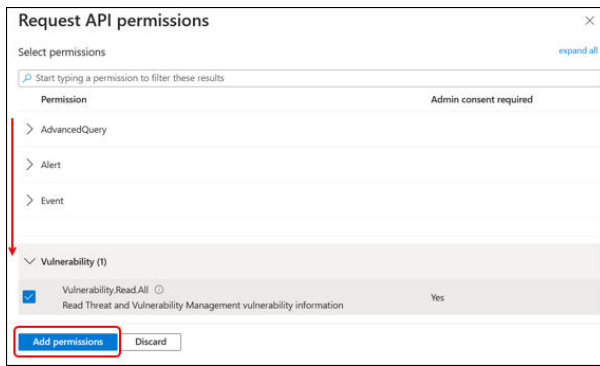 Request API permissions
Select permissions
expand all
Start typing a permission to filter these results
Permission
Admin consent required
AdvancedQuery
Alert
Event
Vulnerability (1)
Vulnerability.Read.All
Read Threat and Vulnerability Management vulnerability information
Yes
Add permissions
Discard